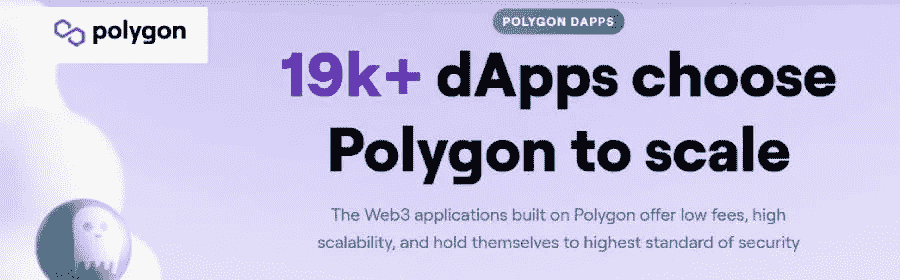 polygon
POLYGON DAPPS
19k+ dApps choose
Polygon to scale
The Web3 applications built on Polygon offer low fees, high
scalability, and hold themselves to highest standard of security